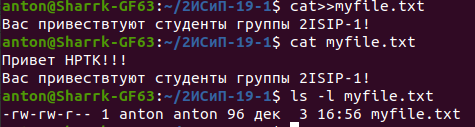 anton@Sharrk-GF63:~/2ИСиП-19-1$ cat>>myfile.txt
Вас привествтуют студенты группы 2ISIP-1!
anton@Sharrk-GF63:~/2ИСиП-19-1$ cat myfile.txt
Привет НРТК!!!
Вас привествтуют студенты группы 2ISIP-1!
anton@Sharrk-GF63:~/2ИСиП-19-1$ ls -l myfile.txt
-rw-rw-r-- 1 anton anton 96 дек  3 16:56 myfile.txt